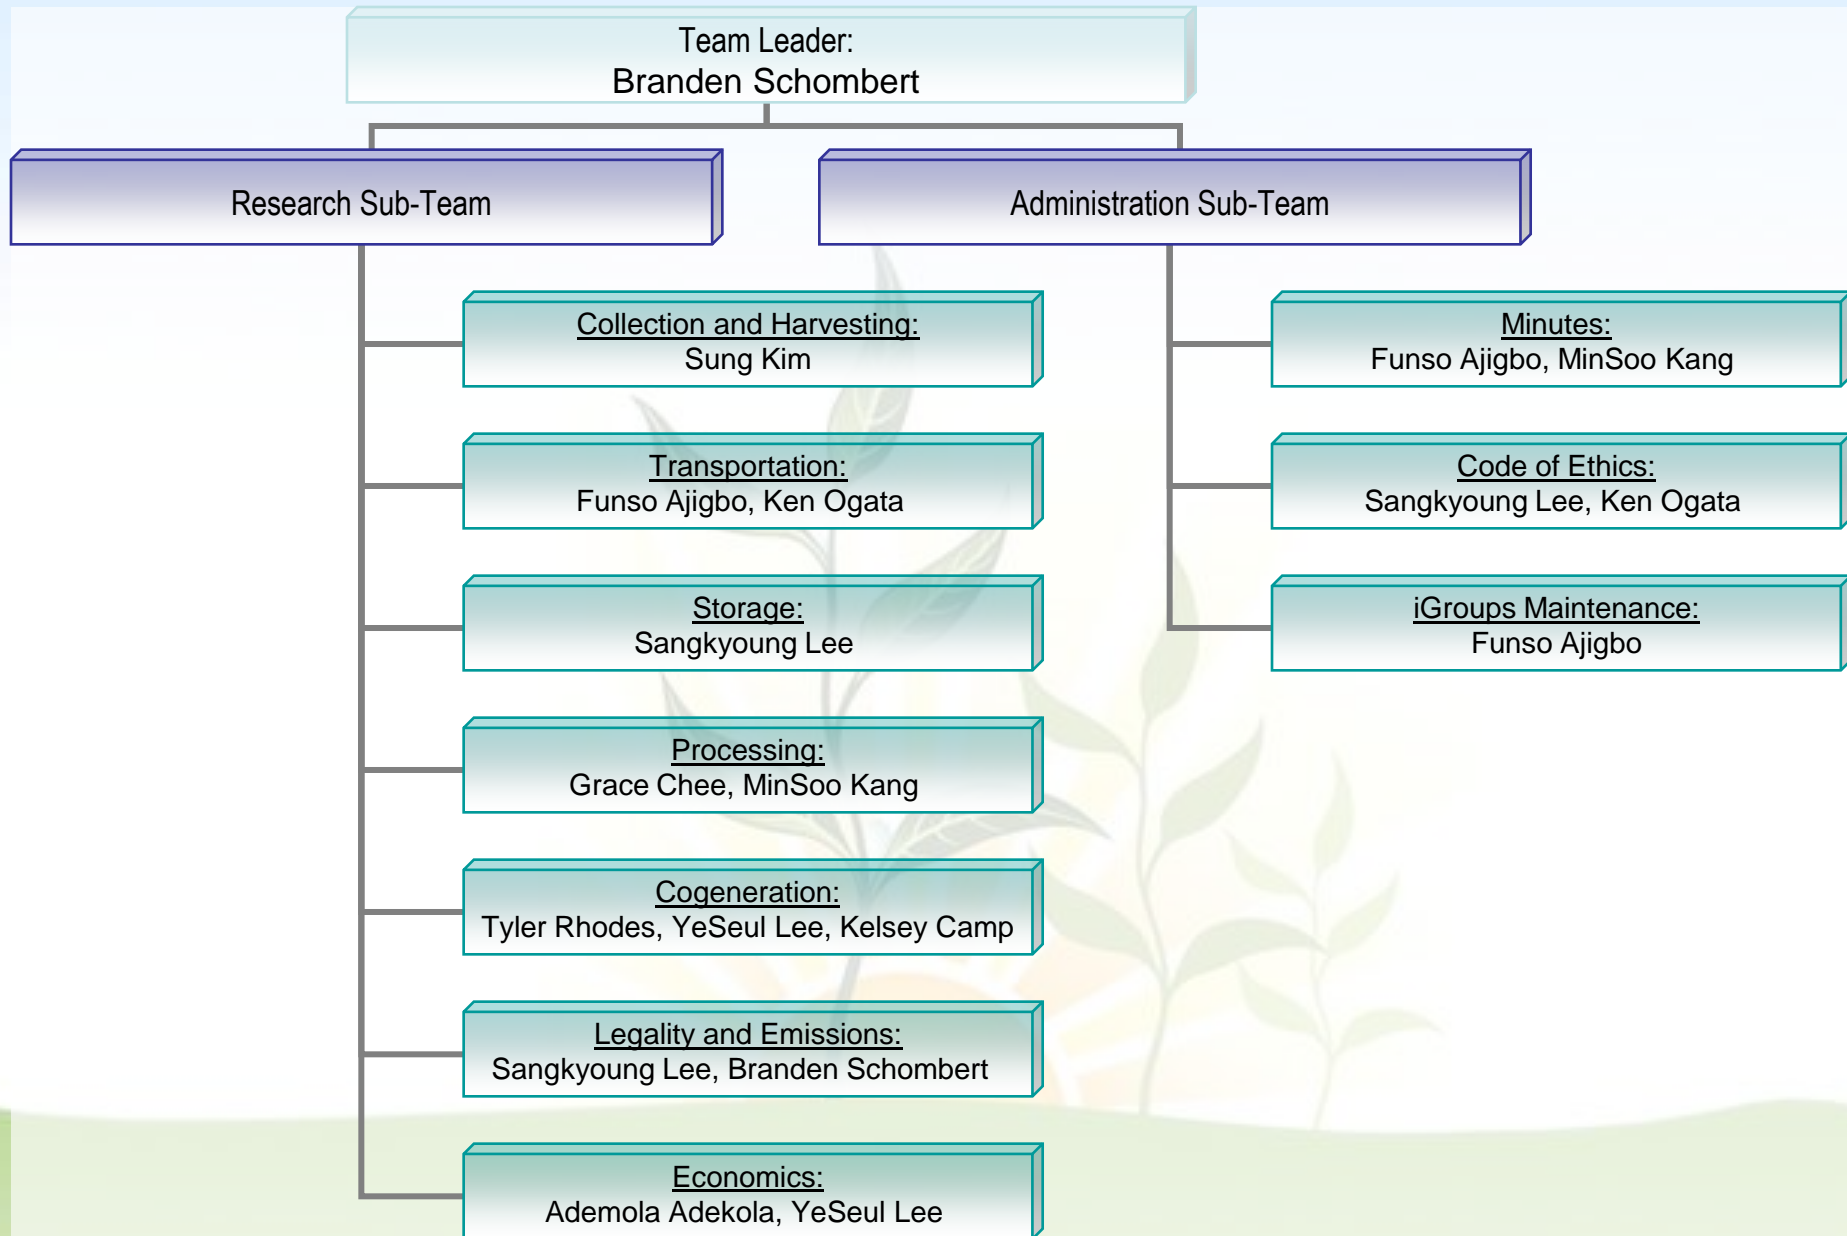 Team Leader:
Branden Schombert
Research Sub-Team
Administration Sub-Team
Collection and Harvesting:
Sung Kim
Transportation:
Funso Ajigbo, Ken Ogata
Storage:
Sangkyoung Lee
Processing:
Grace Chee, MinSoo Kang
Cogeneration:
Tyler Rhodes, YeSeul Lee, Kelsey Camp
Legality and Emissions:
Sangkyoung Lee, Branden Schombert
Economics:
Ademola Adekola, YeSeul Lee
Minutes:
Funso Ajigbo, MinSoo Kang
Code of Ethics:
Sangkyoung Lee, Ken Ogata
iGroups Maintenance:
Funso Ajigbo